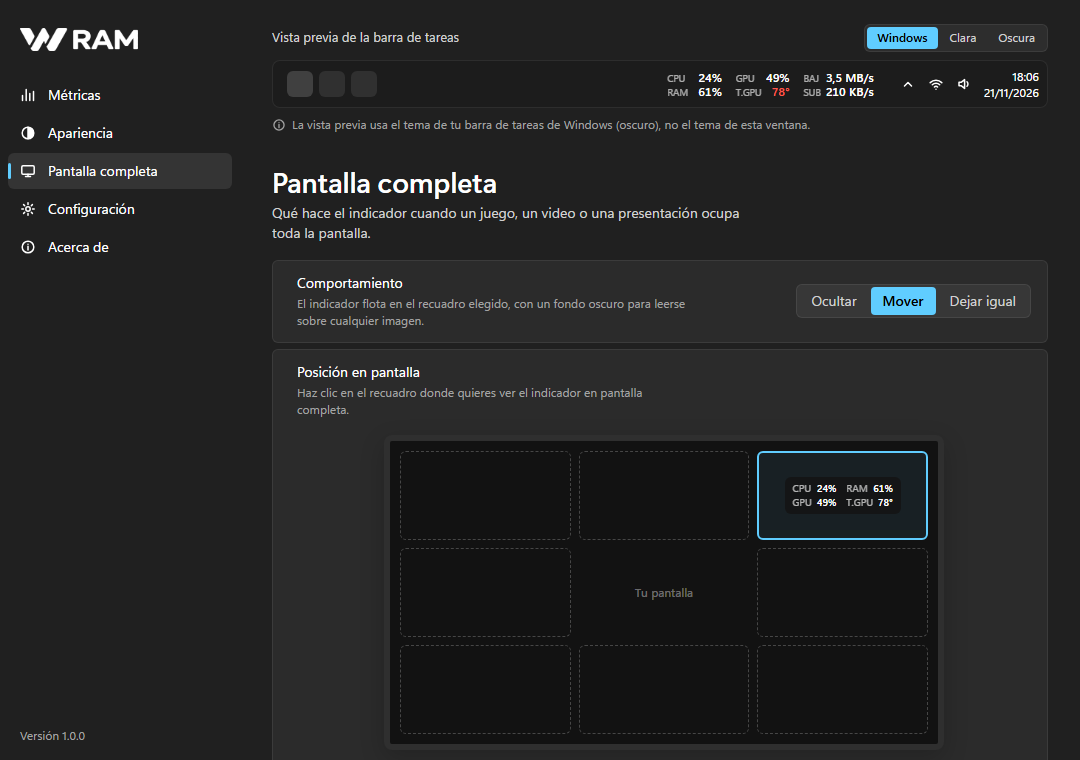 W RAM
Métricas
Apariencia
Pantalla completa
Configuración
Acerca de
Versión 1.0.0
Vista previa de la barra de tareas
Windows Clara Oscura
CPU 24% GPU 49% BAJ 3,5 MB/s
RAM 61% T.GPU 78° SUB 210 KB/s
18:06
21/11/2026
La vista previa usa el tema de tu barra de tareas de Windows (oscuro), no el tema de esta ventana.
Pantalla completa
Qué hace el indicador cuando un juego, un video o una presentación ocupa
toda la pantalla.
Comportamiento
El indicador flota en el recuadro elegido, con un fondo oscuro para leerse
sobre cualquier imagen.
Ocultar Mover Dejar igual
Posición en pantalla
Haz clic en el recuadro donde quieres ver el indicador en pantalla
completa.
CPU 24% RAM 61%
GPU 49% T.GPU 78°
Tu pantalla